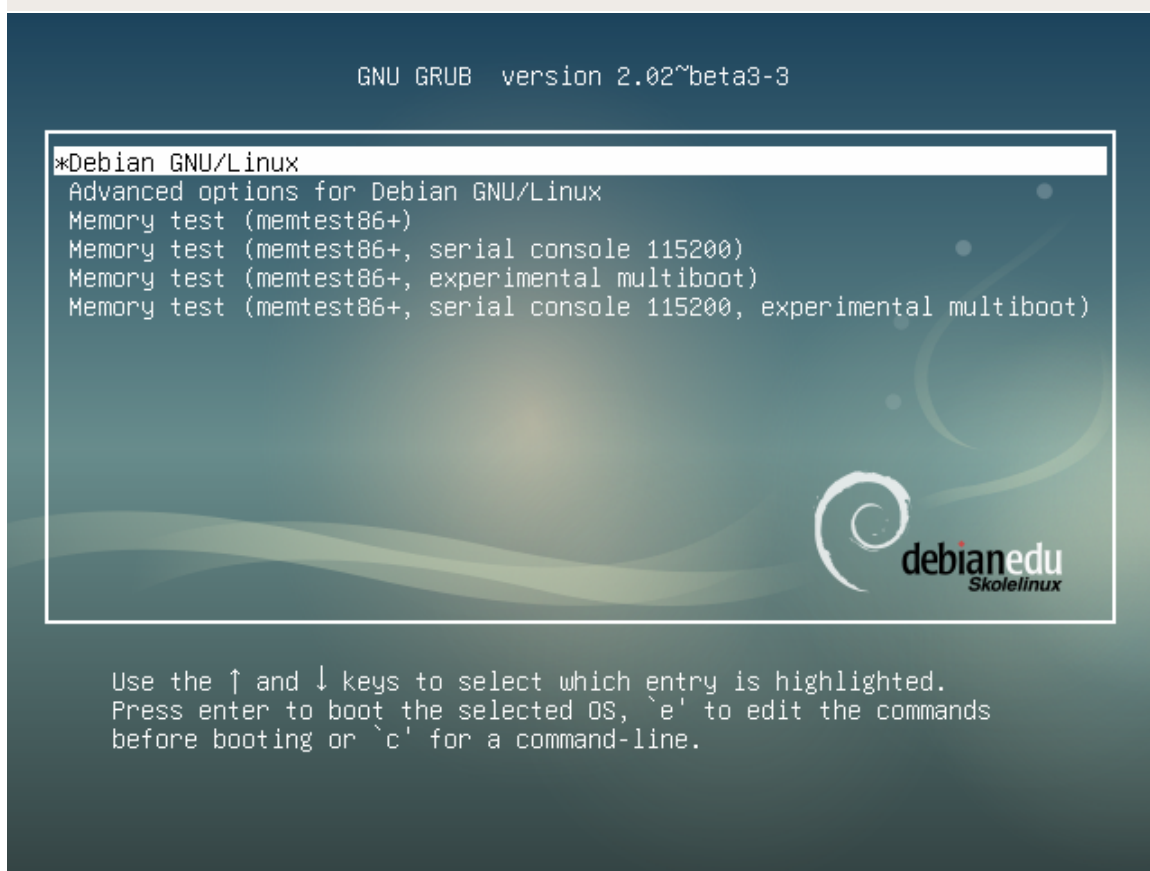 GNU GRUB  version 2.02~beta3-3
*Debian GNU/Linux
Advanced options for Debian GNU/Linux
Memory test (memtest86+)
Memory test (memtest86+, serial console 115200)
Memory test (memtest86+, experimental multiboot)
Memory test (memtest86+, serial console 115200, experimental multiboot)
debianedu
Skolelinux
Use the ↑ and ↓ keys to select which entry is highlighted.
Press enter to boot the selected OS, `e' to edit the commands
before booting or `c' for a command-line.